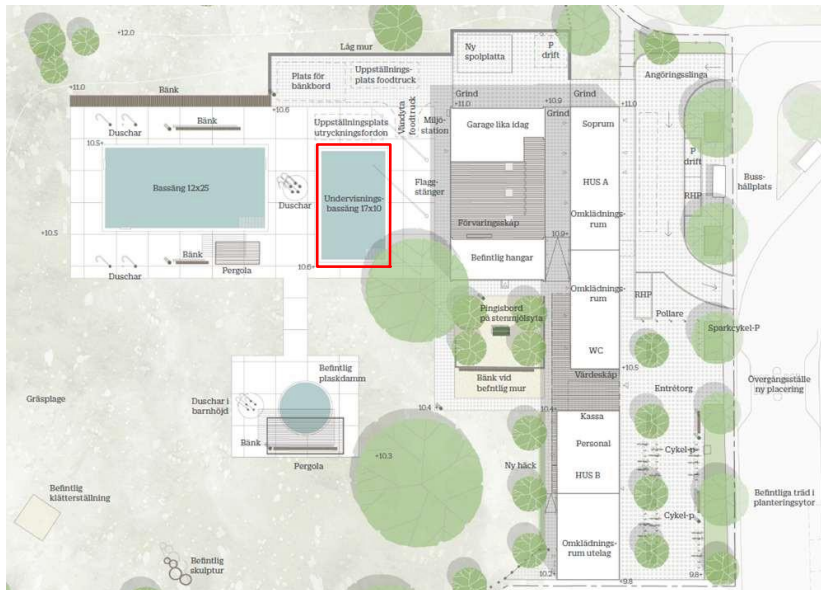 +12.0
Låg mur
Ny
spolplatta
P
drift
Angöringsslinga
Plats för
bänkbord
Uppställnings-
plats foodtruck
+11.0
Bänk
+10.6
Grind
+11.0
+10.9
Grind
Grind
+11.0
Uppställningsplats
utryckningsfordon
Vändyta
foodtruck
Miljö-
station
Garage lika idag
Soprum
Duschar
Bänk
10.5+
P
drift
Buss-
hållplats
Bassäng 12x25
Duschar
Undervisnings-
bassäng 17x10
Flagg-
stänger
HUS A
RHP
Omklädnings-
rum
Förvaringsskåp
+10.5
10.9+
Duschar
Bänk
Pergola
10.6+
Befintlig hangar
Omklädnings-
rum
RHP
Pingisbord
på stenmjölsyta
Pollare
Sparkcykel-P
WC
Befintlig
plaskdamm
Bänk vid
befintlig mur
Värdeskåp
+10.5
Entrétorg
Övergångsställe
ny placering
Gräsplage
Duschar i
barnhöjd
10.4+
10.4+
Kassa
Bänk
Personal
Cykel-p
+10.3
Pergola
Ny häck
HUS B
Befintlig
klätterställning
Befintliga träd i
planteringsytor
Cykel-p
Omklädnings-
rum utelag
Befintlig
skulptur
10.2+
+9.8
9.8+